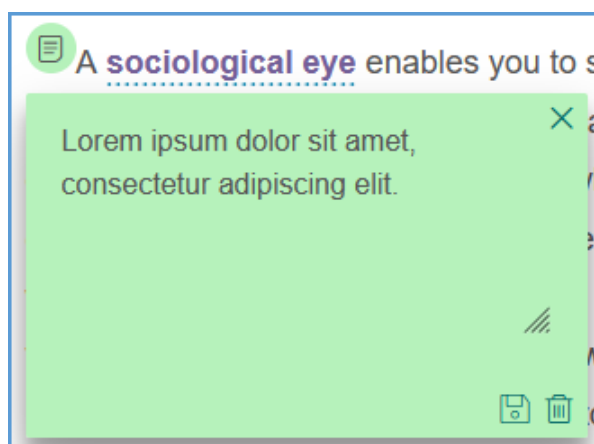 A sociological eye enables you to s
Lorem ipsum dolor sit amet,
consectetur adipiscing elit.